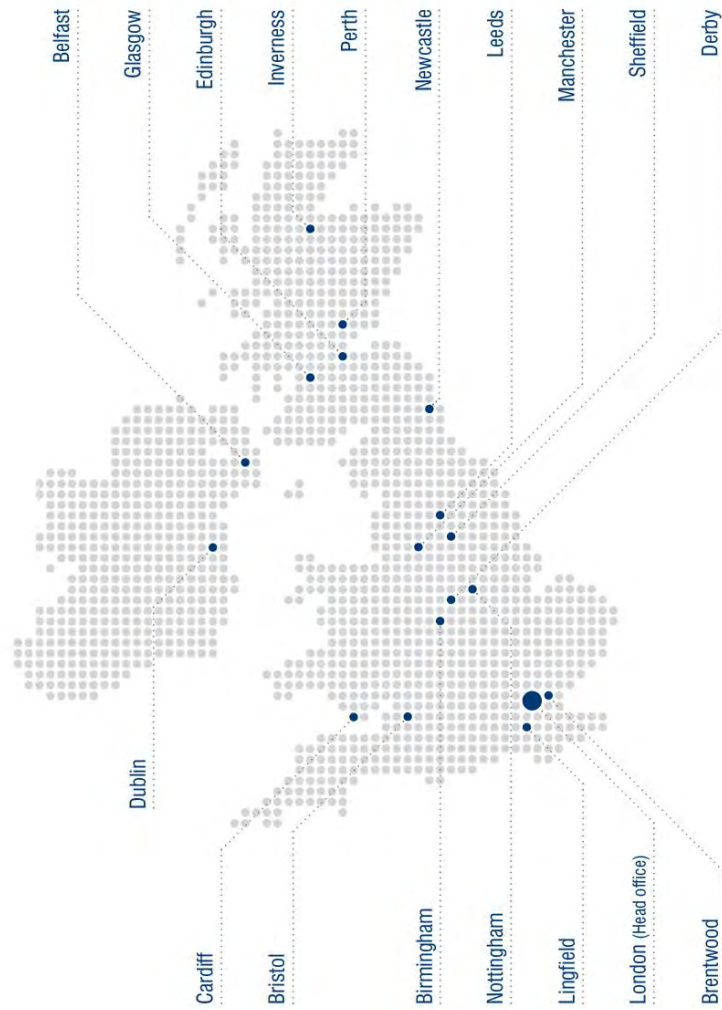 Belfast
Glasgow
Edinburgh
Inverness
Perth
Newcastle
Leeds
Manchester
Sheffield
Derby
Dublin
Cardiff
Bristol
Birmingham
Nottingham
Lingfield
London (Head office)
Brentwood